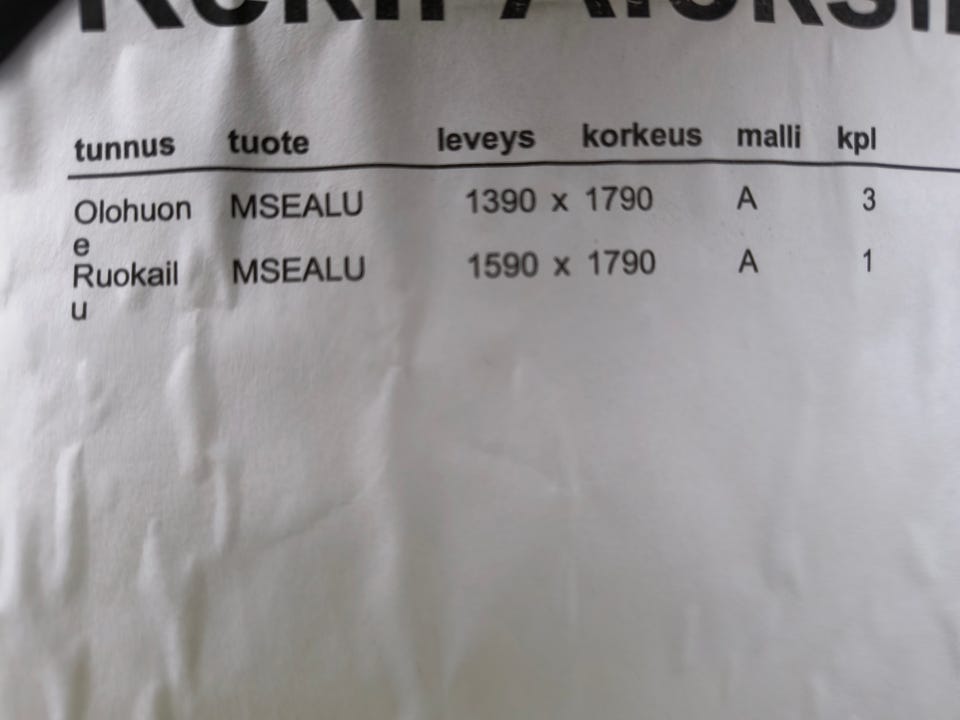 tunnus tuote leveys korkeus malli kpl
Olohuon MSEALU 1390 x 1790 A 3
e
Ruokail MSEALU 1590 x 1790 A 1
u